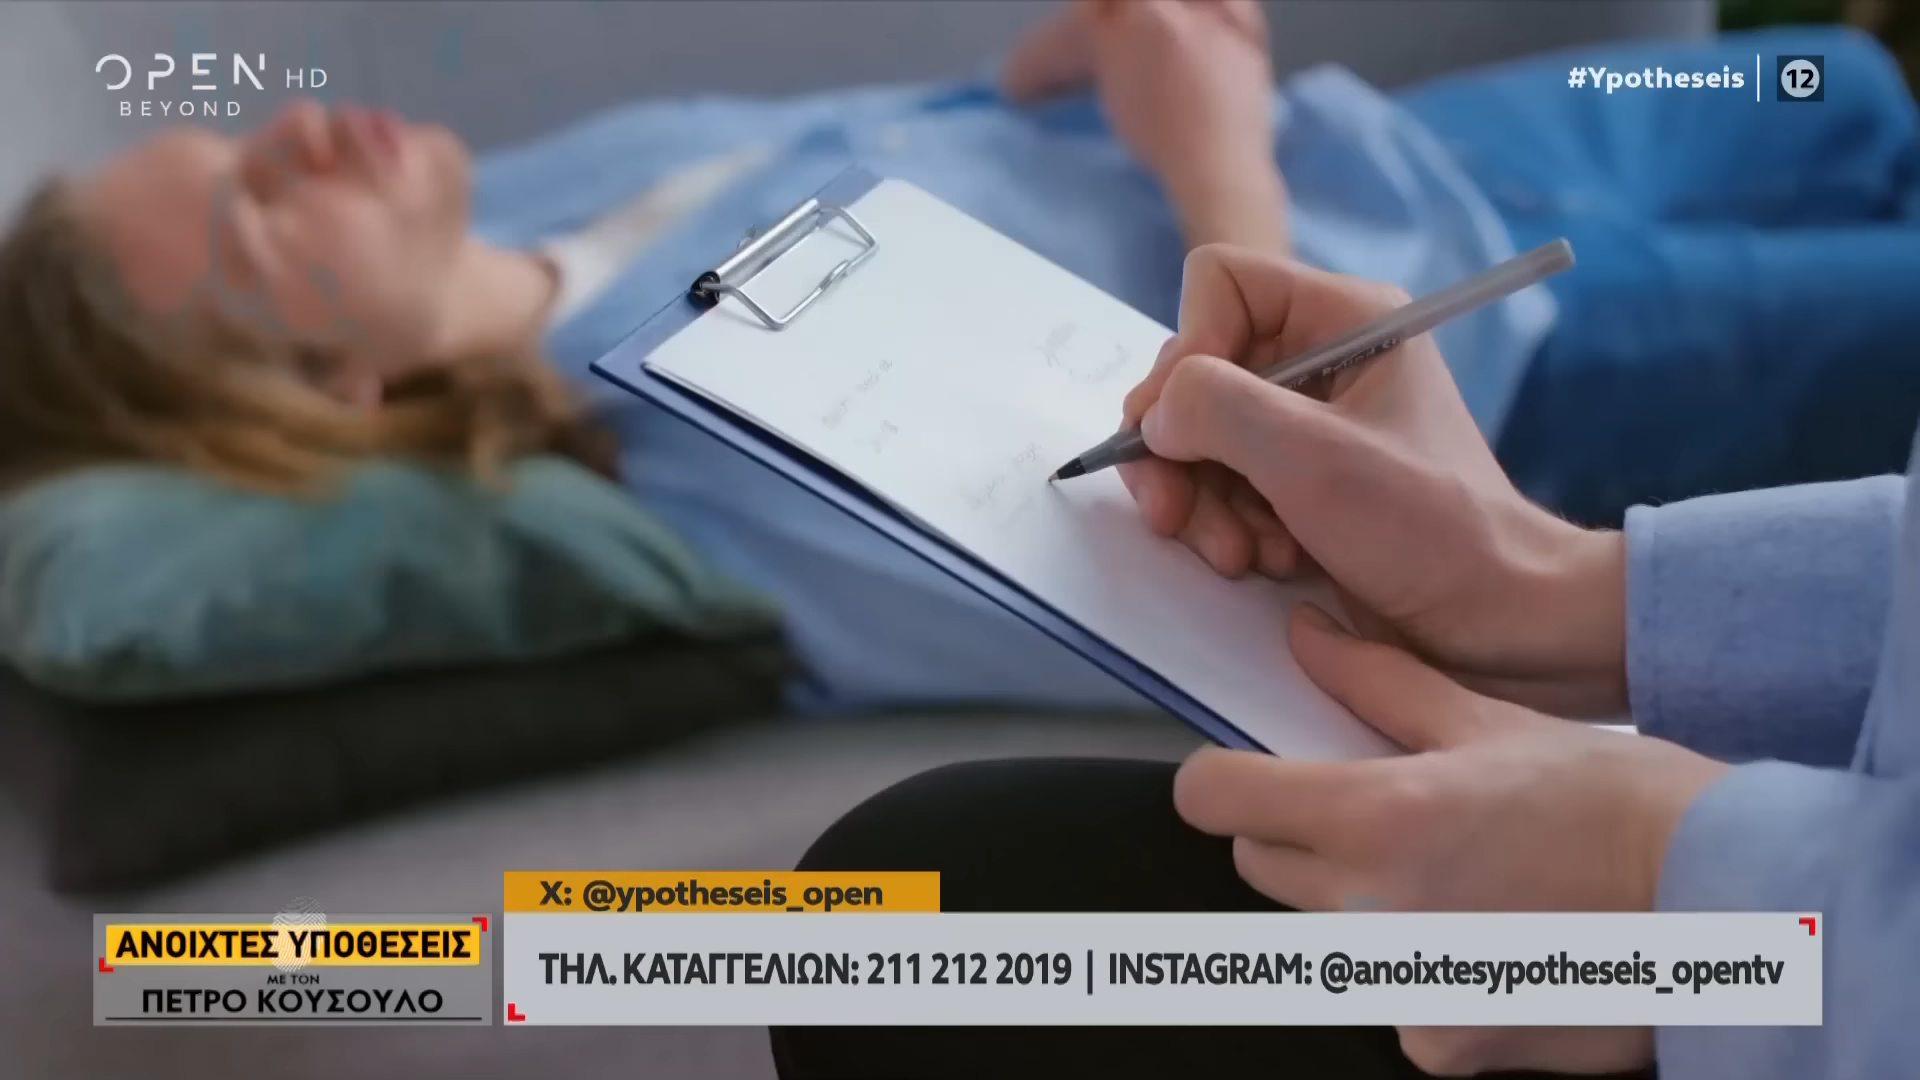 OPEN HD
BEYOND
#Ypotheseis
12
X: @ypotheseis_open
ΑΝΟΙΧΤΕΣ ΥΠΟΘΕΣΕΙΣ
ΜΕ ΤΟΝ
ΠΕΤΡΟ ΚΟΥΣΟΥΛΟ
ΤΗΛ. ΚΑΤΑΓΓΕΛΙΩΝ: 211 212 2019 | INSTAGRAM: @anoixtesypotheseis_opentv